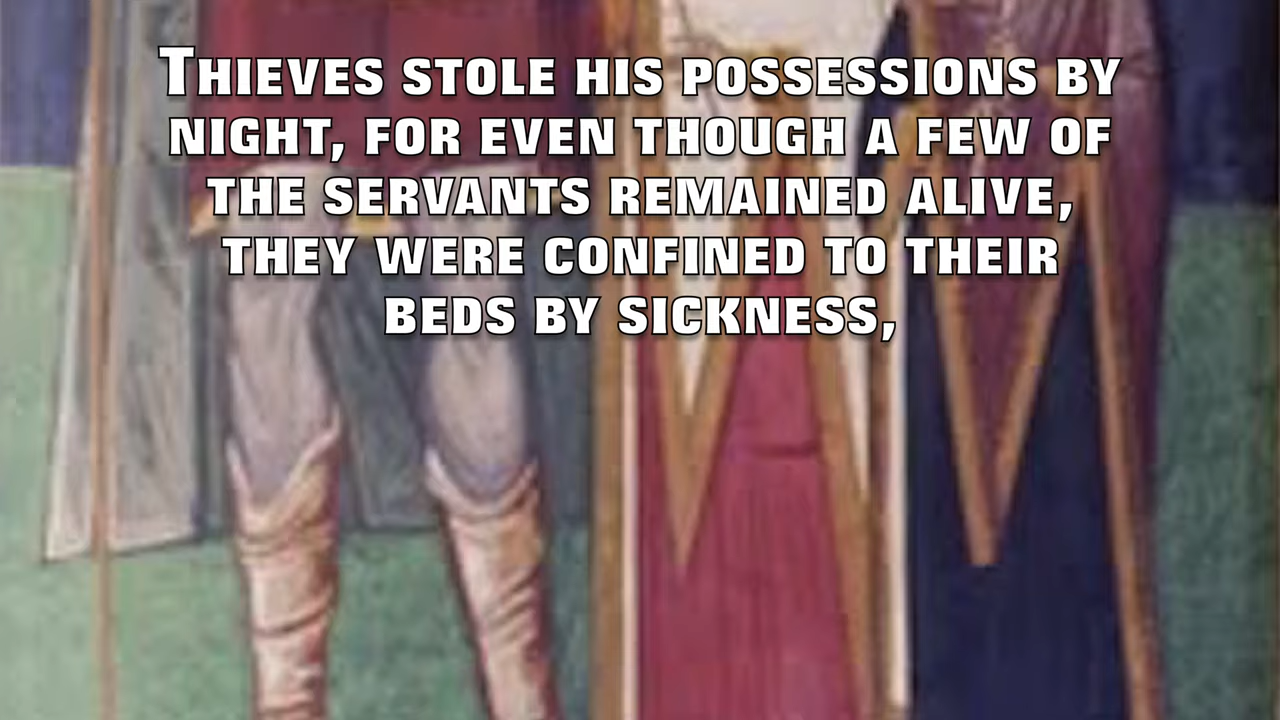 Thieves stole his possessions by
night, for even though a few of
the servants remained alive,
they were confined to their
beds by sickness,